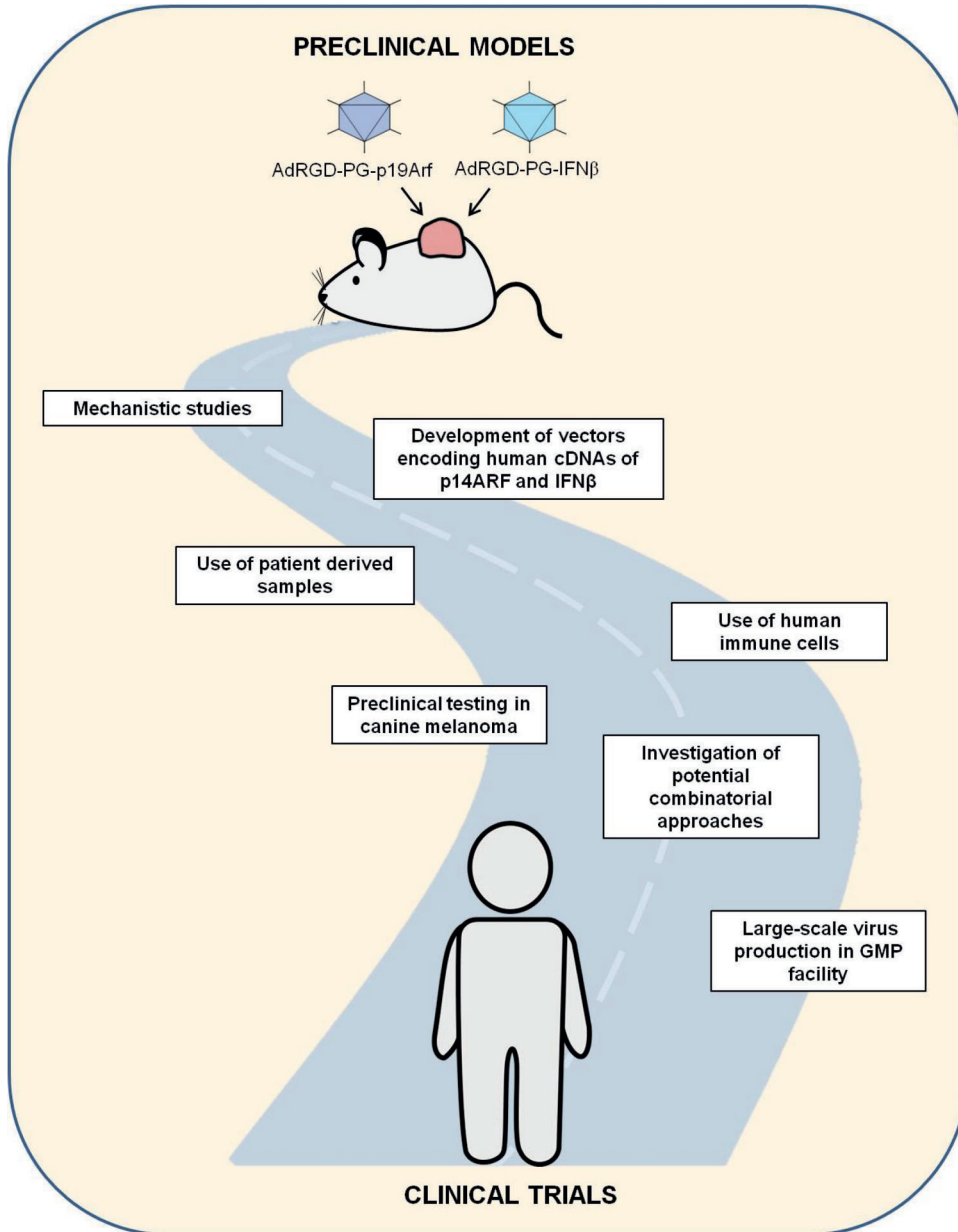 PRECLINICAL MODELS
AdRGD-PG-p19Arf
AdRGD-PG-IFNβ
Mechanistic studies
Development of vectors
encoding human cDNAs of
p14ARF and IFNβ
Use of patient derived
samples
Use of human
immune cells
Preclinical testing in
canine melanoma
Investigation of
potential
combinatorial
approaches
Large-scale virus
production in GMP
facility
CLINICAL TRIALS